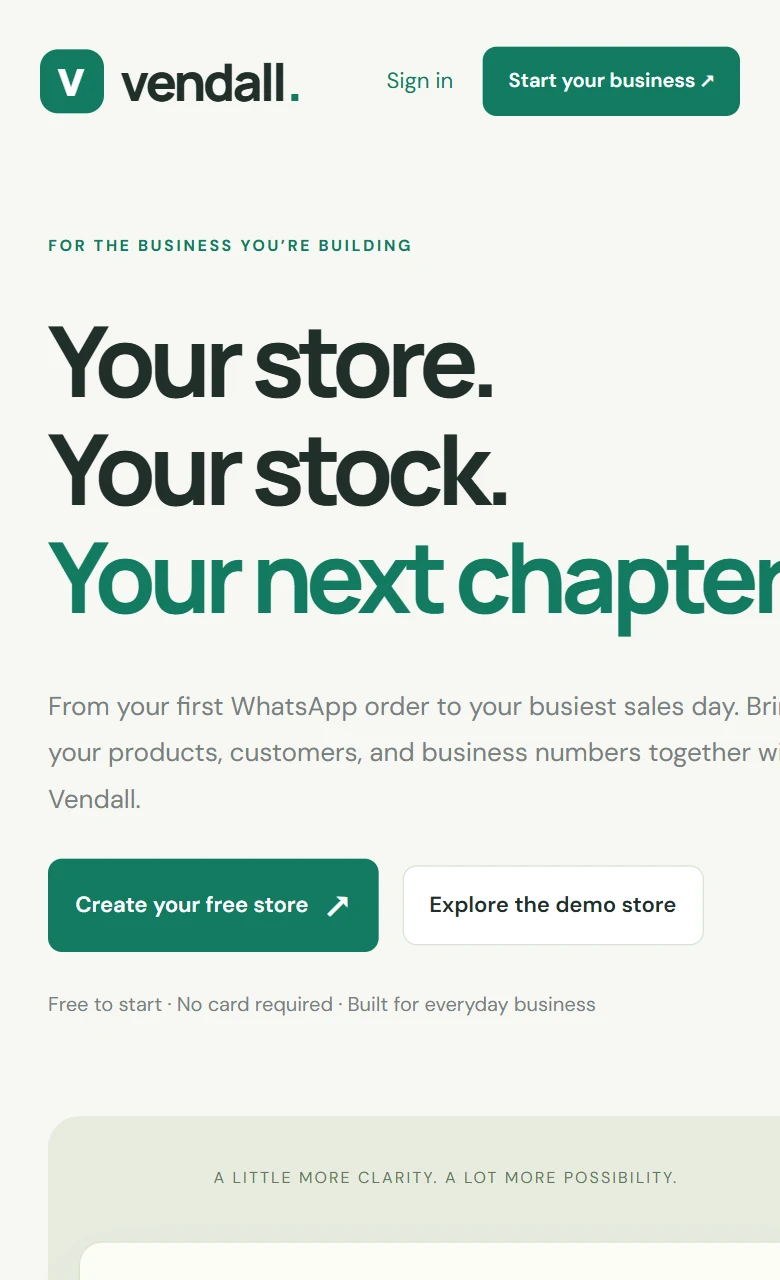 V vendall.
Sign in
Start your business ↗
FOR THE BUSINESS YOU’RE BUILDING
Your store.
Your stock.
Your next chapter
From your first WhatsApp order to your busiest sales day.
your products, customers, and business numbers together
Vendall.
Create your free store ↗
Explore the demo store
Free to start · No card required · Built for everyday business
A LITTLE MORE CLARITY. A LOT MORE POSSIBILITY.